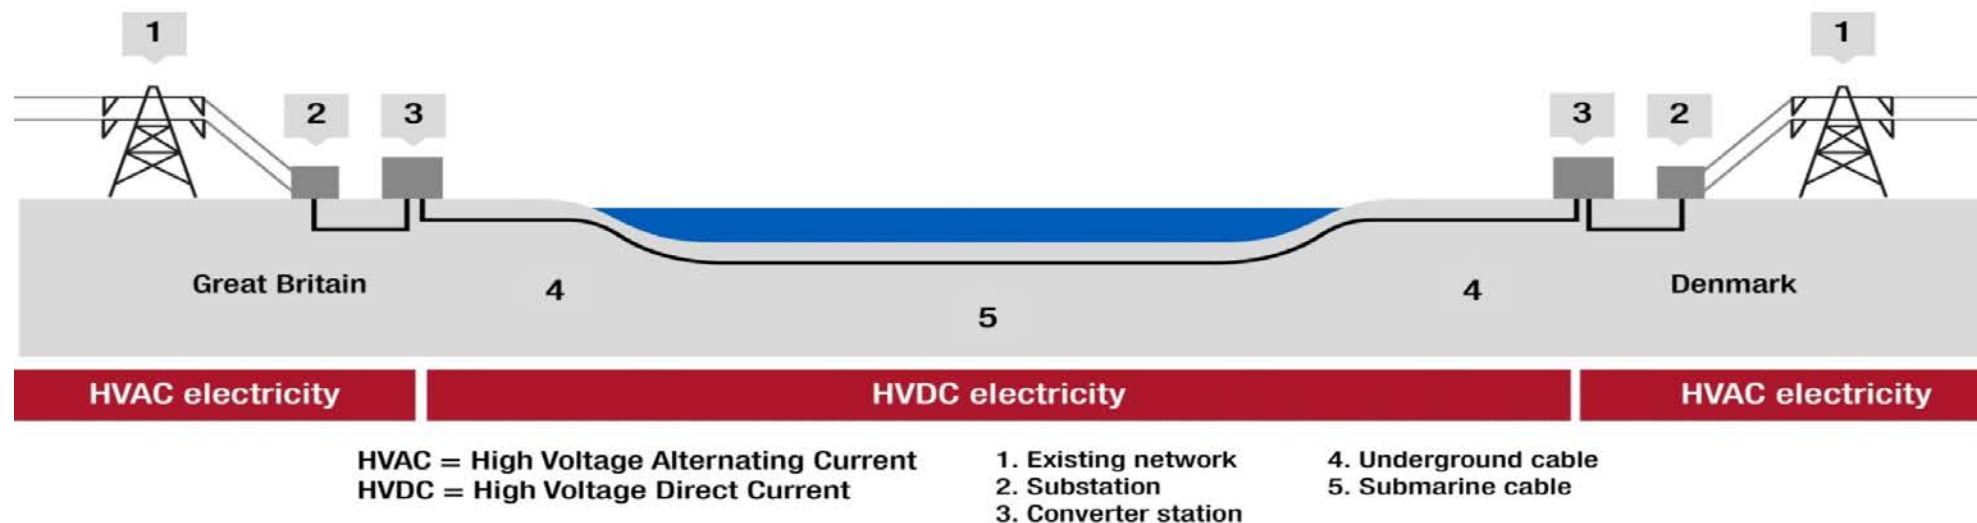 1
1
2
3
3
2
Great Britain
4
5
4
Denmark
HVAC electricity
HVDC electricity
HVAC electricity
HVAC = High Voltage Alternating Current
HVDC = High Voltage Direct Current
1. Existing network
2. Substation
3. Converter station
4. Underground cable
5. Submarine cable